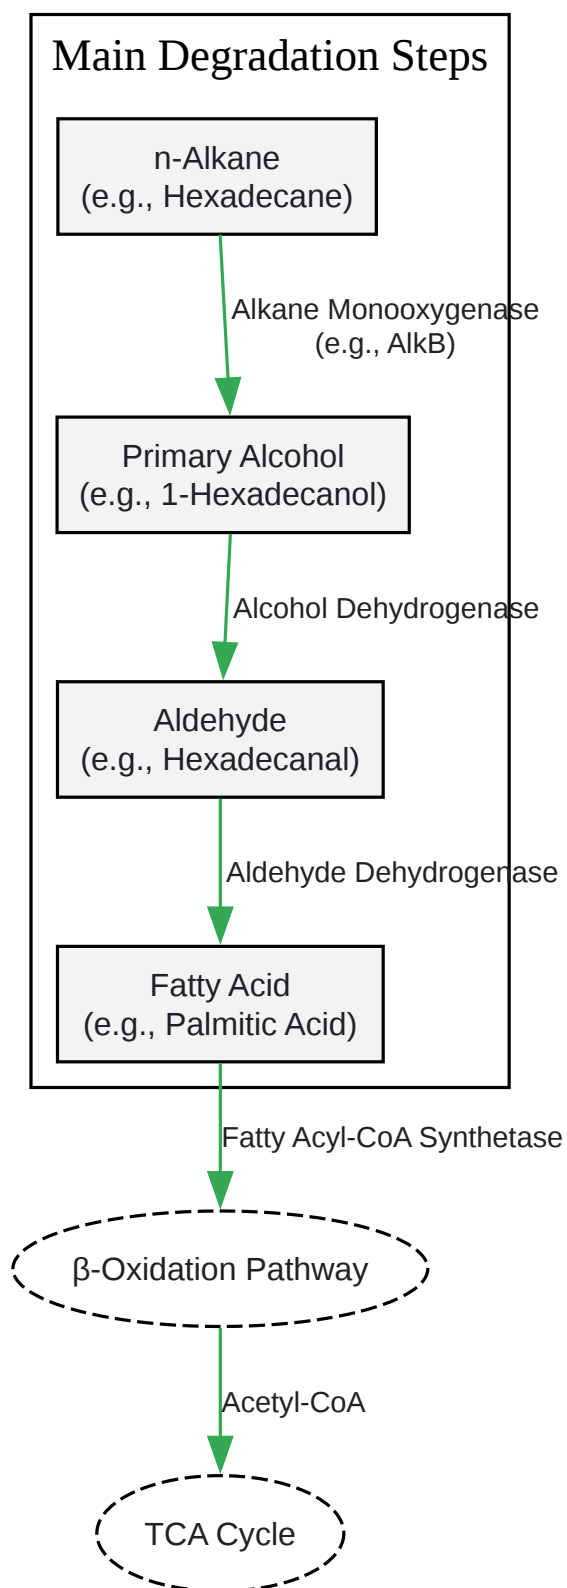 Main Degradation Steps
n-Alkane
(e.g., Hexadecane)
Alkane Monooxygenase
(e.g., AlkB)
Primary Alcohol
(e.g., 1-Hexadecanol)
Alcohol Dehydrogenase
Aldehyde
(e.g., Hexadecanal)
Aldehyde Dehydrogenase
Fatty Acid
(e.g., Palmitic Acid)
Fatty Acyl-CoA Synthetase
β-Oxidation Pathway
Acetyl-CoA
TCA Cycle